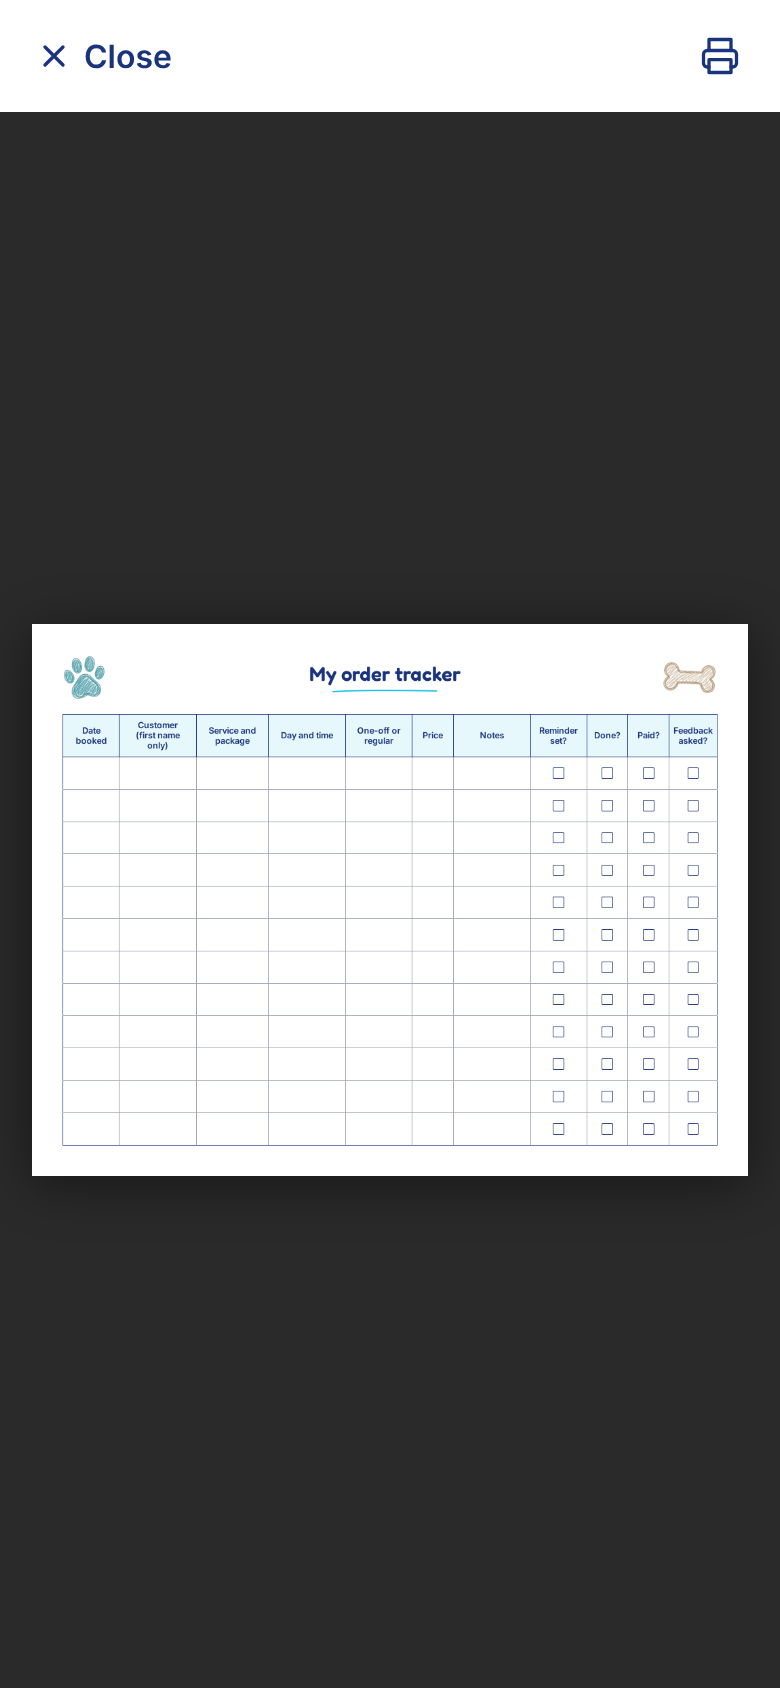 Close
My order tracker
Date
booked
Customer
(first name
only)
Service and
package
Day and time
One-off or
regular
Price
Notes
Reminder
set?
Done?
Paid?
Feedback
asked?